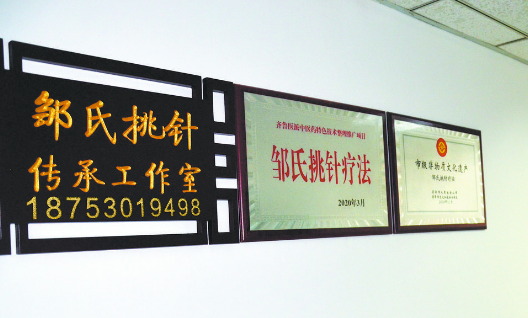 邹氏挑针
传承工作室
18753019498
齐鲁医派中医药特色技术整理推广项目
邹氏挑针疗法
2020年3月
市级非物质文化遗产
邹氏挑针疗法